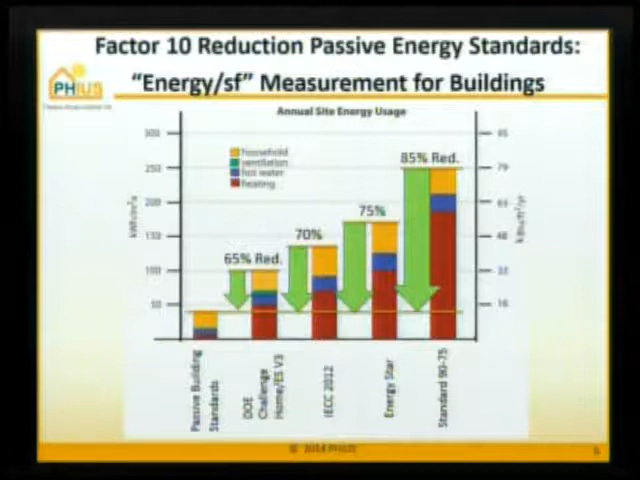 Factor 10 Reduction Passive Energy Standards:
"Energy/sf" Measurement for Buildings
PHIUS
Annual Site Energy Usage
300
250
200
150
100
50
kWh/m²a
household
ventilation
hot water
heating
65% Red.
70%
75%
85% Red.
95
79
63
48
32
16
kBtu/ft²/yr
Passive Building
Standards
DOE
Challenge
Home/ES V3
IECC 2012
Energy Star
Standard 90-75
© 2014 PHIUS